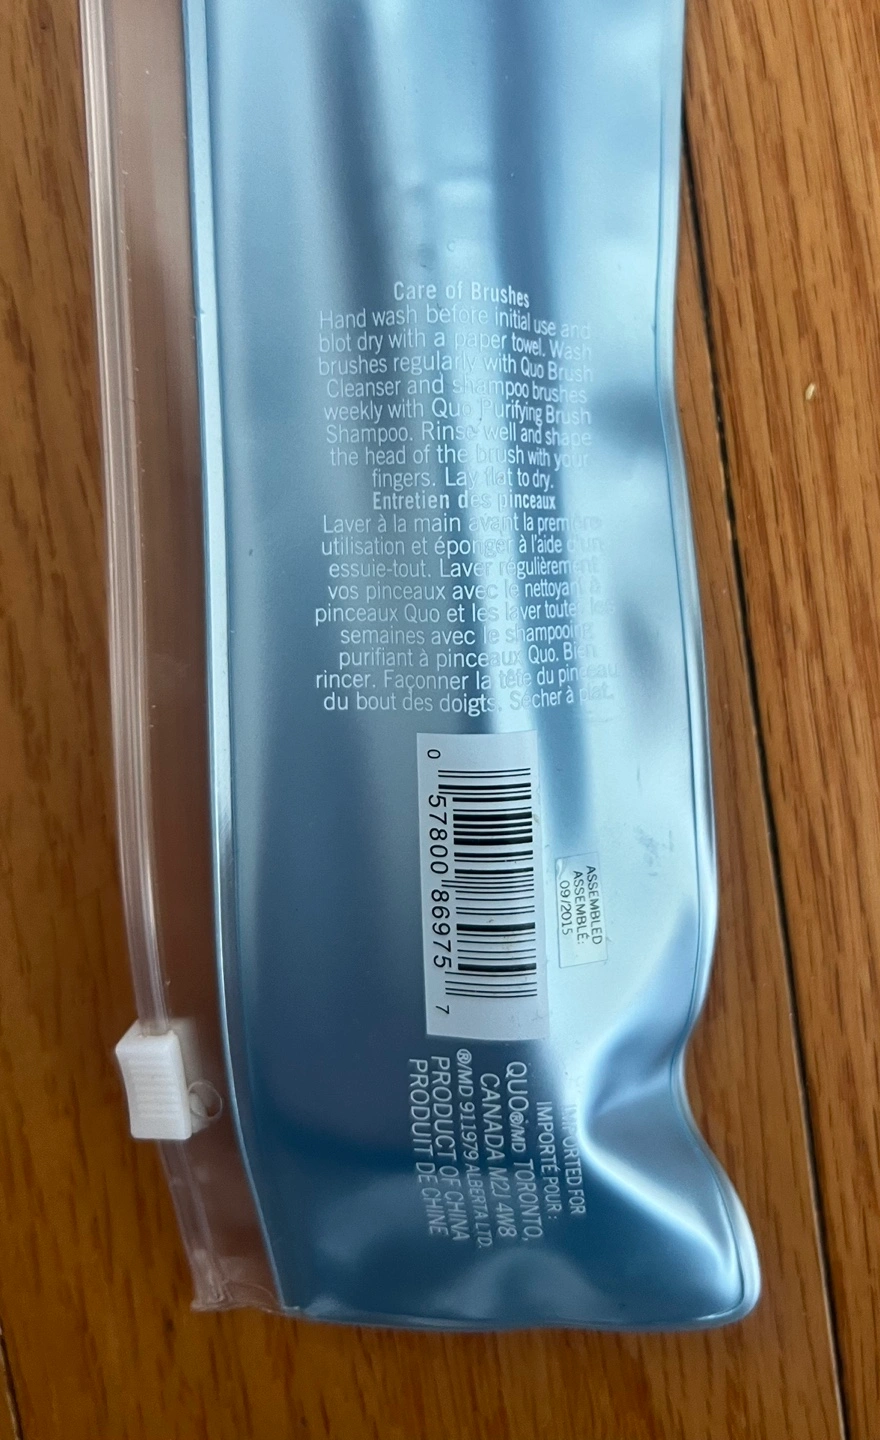 Care of Brushes
Hand wash before initial use and
blot dry with a paper towel. Wash
brushes regularly with Quo Brush
Cleanser and shampoo brushes
weekly with Quo Purifying Brush
Shampoo. Rinse well and shape
the head of the brush with your
fingers. Lay flat to dry.
Entretien des pinceaux
Laver à la main avant la première
utilisation et éponger à l'aide d'un
essuie-tout. Laver régulièrement
vos pinceaux avec le nettoyant à
pinceaux Quo et les laver toutes les
semaines avec le shampooing
purifiant à pinceaux Quo. Bien
rincer. Façonner la tête du pinceau
du bout des doigts. Sécher à plat.
0 57800 86975 7
ASSEMBLED
ASSEMBLÉ:
09/2015
IMPORTED FOR
IMPORTÉ POUR :
QUO®/MD TORONTO,
CANADA M2J 4W8
®/MD 911979 ALBERTA LTD.
PRODUCT OF CHINA
PRODUIT DE CHINE